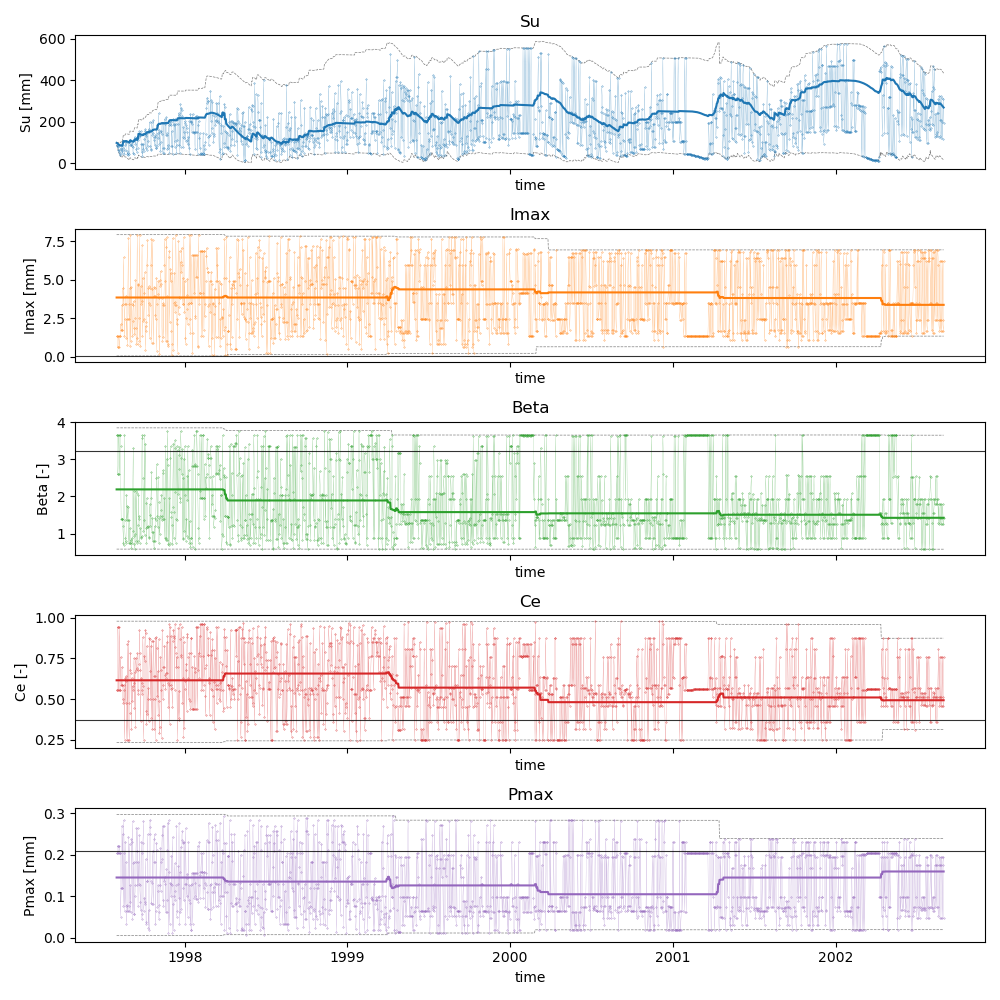 Su
600
400
200
0
Su [mm]
time
Imax
7.5
5.0
2.5
0.0
Imax [mm]
time
Beta
4
3
2
1
Beta [-]
time
Ce
1.00
0.75
0.50
0.25
Ce [-]
time
Pmax
0.3
0.2
0.1
0.0
Pmax [mm]
1998 1999 2000 2001 2002
time